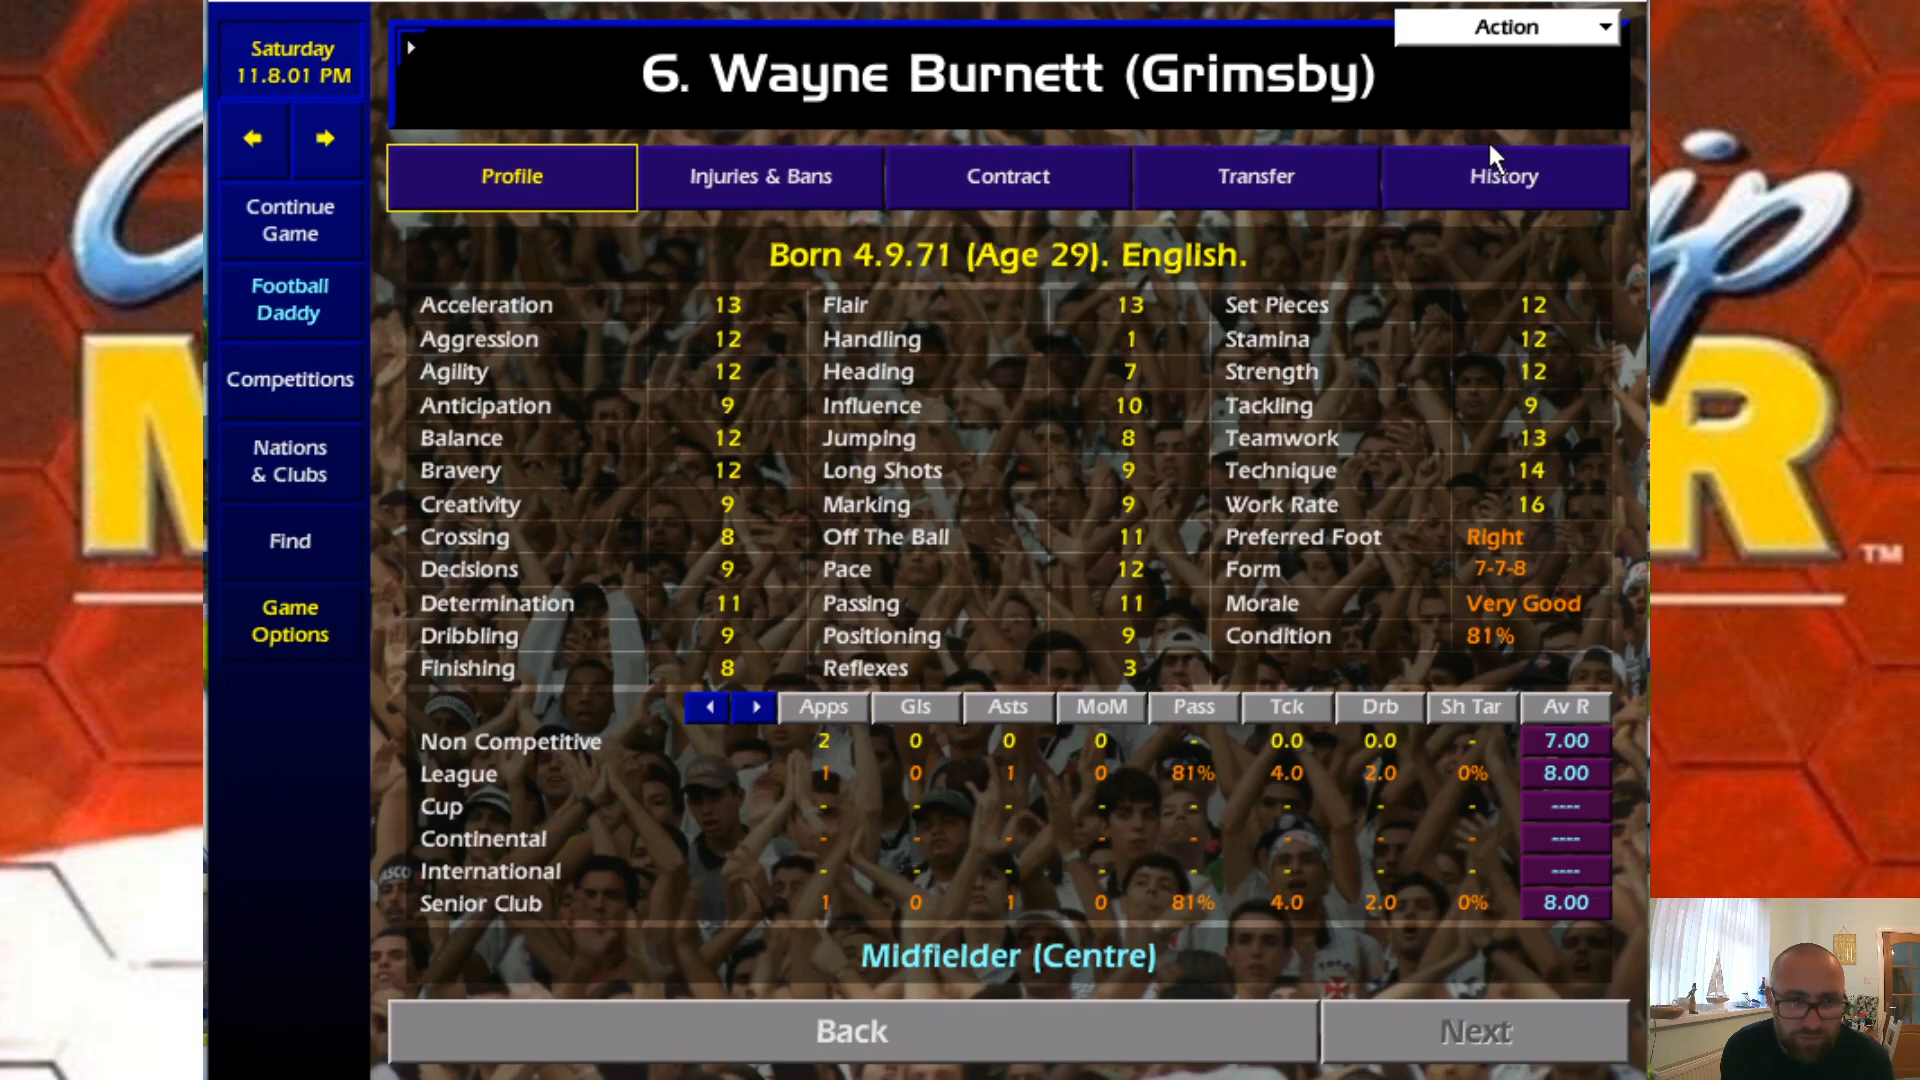 Saturday
11.8.01 PM
Continue
Game
Football
Daddy
Competitions
Nations
& Clubs
Find
Game
Options
Action
6. Wayne Burnett (Grimsby)
Profile Injuries & Bans Contract Transfer History
Born 4.9.71 (Age 29). English.
Acceleration 13 Flair 13 Set Pieces 12
Aggression 12 Handling 1 Stamina 12
Agility 12 Heading 7 Strength 12
Anticipation 9 Influence 10 Tackling 9
Balance 12 Jumping 8 Teamwork 13
Bravery 12 Long Shots 9 Technique 14
Creativity 9 Marking 9 Work Rate 16
Crossing 8 Off The Ball 11 Preferred Foot Right
Decisions 9 Pace 12 Form 7-7-8
Determination 11 Passing 11 Morale Very Good
Dribbling 9 Positioning 9 Condition 81%
Finishing 8 Reflexes 3
Apps Gls Asts MoM Pass Tck Drb Sh Tar Av R
Non Competitive 2 0 0 0 - 0.0 0.0 - 7.00
League 1 0 1 0 81% 4.0 2.0 0% 8.00
Cup - - - - - - - - ----
Continental - - - - - - - - ----
International - - - - - - - - ----
Senior Club 1 0 1 0 81% 4.0 2.0 0% 8.00
Midfielder (Centre)
Back Next
M
ip
R
TM